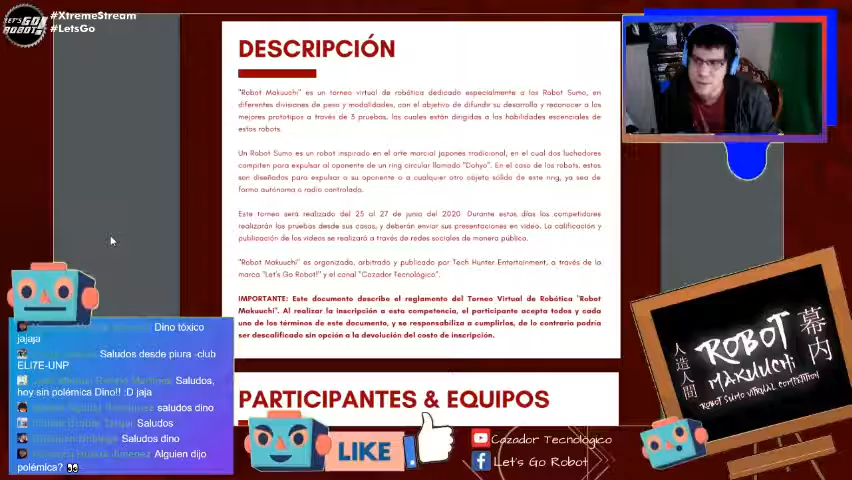 LET'S GO ROBOT!
#XtremeStream
#LetsGo
DESCRIPCIÓN
"Robot Makuuchi" es un torneo virtual de robótica dedicado especialmente a los Robot Sumo, en
diferentes divisiones de peso y modalidades, con el objetivo de difundir su desarrollo y reconocer a los
mejores prototipos a través de 3 pruebas, las cuales están dirigidas a las habilidades escenciales de
estos robots.
Un Robot Sumo es un robot inspirado en el arte marcial japones tradicional, en el cual dos luchadores
compiten para expulsar al oponente de un ring circular llamado "Dohyo". En el caso de los robots, estos
son diseñados para expulsar a su oponente o a cualquier otro objeto sólido de este ring, ya sea de
forma autónoma o radio controlada.
Este torneo será realizado del 25 al 27 de junio del 2020. Durante estos días los competidores
realizarán las pruebas desde sus casas, y deberán enviar sus presentaciones en video. La calificación y
publicación de los videos se realizará a través de redes sociales de manera pública.
"Robot Makuuchi" es organizado, arbitrado y publicado por Tech Hunter Entertainment, a través de la
marca "Let's Go Robot!" y el canal "Cazador Tecnológico".
IMPORTANTE: Este documento describe el reglamento del Torneo Virtual de Robótica "Robot
Makuuchi". Al realizar la inscripción a esta competencia, el participante acepta todos y cada
uno de los términos de este documento, y se responsabiliza a cumplirlos, de lo contrario podría
ser descalificado sin opción a la devolución del costo de inscripción.
PARTICIPANTES & EQUIPOS
Dino tóxico
jajaja
Saludos desde piura -club
ELI7E-UNP
Saludos,
hoy sin polémica Dino!! :D jaja
saludos dino
Saludos
Saludos dino
Alguien dijo
polémica? 👀
LIKE
Cazador Tecnológico
Let's Go Robot
人造人間
ROBOT
MAKUUCHI
ROBOT SUMO VIRTUAL COMPETITION
幕内